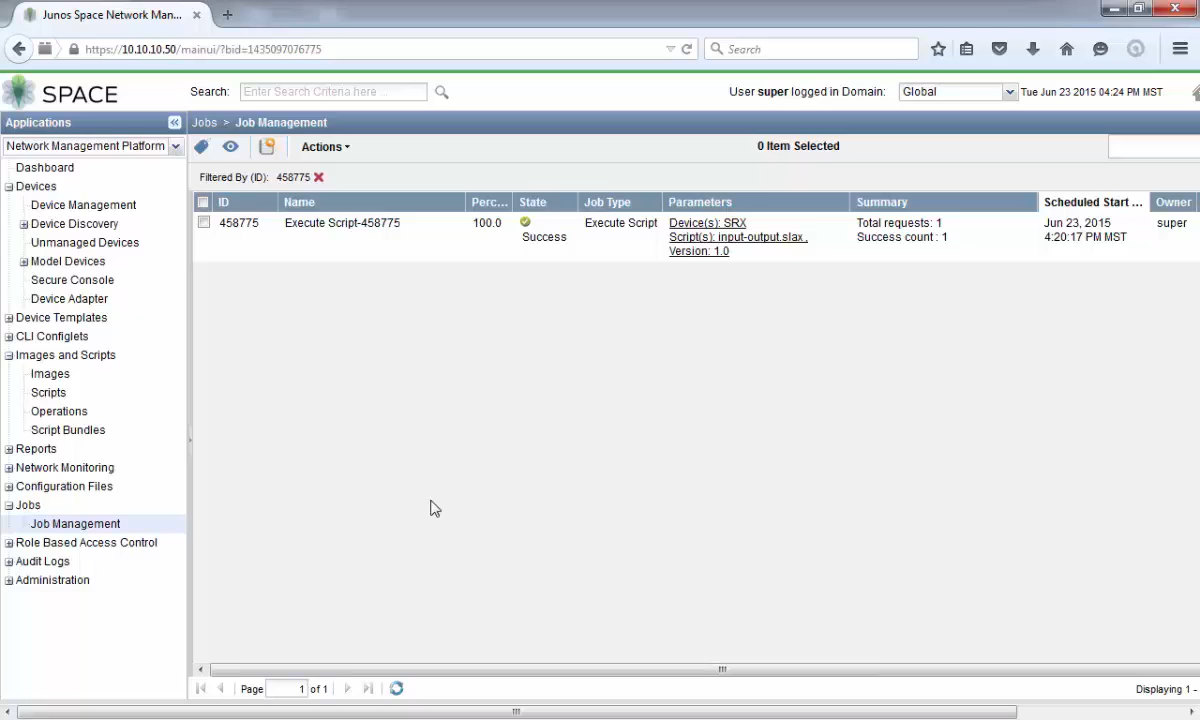 Junos Space Network Man...
https://10.10.10.50/mainui/?bid=1435097076775
Search
SPACE
Search:
Enter Search Criteria here ...
User super logged in Domain:
Global
Tue Jun 23 2015 04:24 PM MST
Applications
Jobs > Job Management
Network Management Platform
Actions
0 Item Selected
Filtered By (ID): 458775
ID
Name
Perc...
State
Job Type
Parameters
Summary
Scheduled Start ...
Owner
458775
Execute Script-458775
100.0
Success
Execute Script
Device(s): SRX
Script(s): input-output.slax ,
Version: 1.0
Total requests: 1
Success count : 1
Jun 23, 2015
4:20:17 PM MST
super
Dashboard
Devices
Device Management
Device Discovery
Unmanaged Devices
Model Devices
Secure Console
Device Adapter
Device Templates
CLI Configlets
Images and Scripts
Images
Scripts
Operations
Script Bundles
Reports
Network Monitoring
Configuration Files
Jobs
Job Management
Role Based Access Control
Audit Logs
Administration
Page 1 of 1
Displaying 1 -